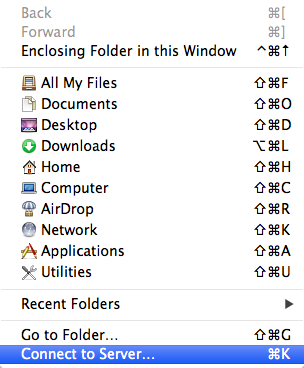 Back ⌘[
Forward ⌘]
Enclosing Folder in this Window ^⌘↑
All My Files ⇧⌘F
Documents ⇧⌘O
Desktop ⇧⌘D
Downloads ⌥⌘L
Home ⇧⌘H
Computer ⇧⌘C
AirDrop ⇧⌘R
Network ⇧⌘K
Applications ⇧⌘A
Utilities ⇧⌘U
Recent Folders ▶
Go to Folder... ⇧⌘G
Connect to Server... ⌘K